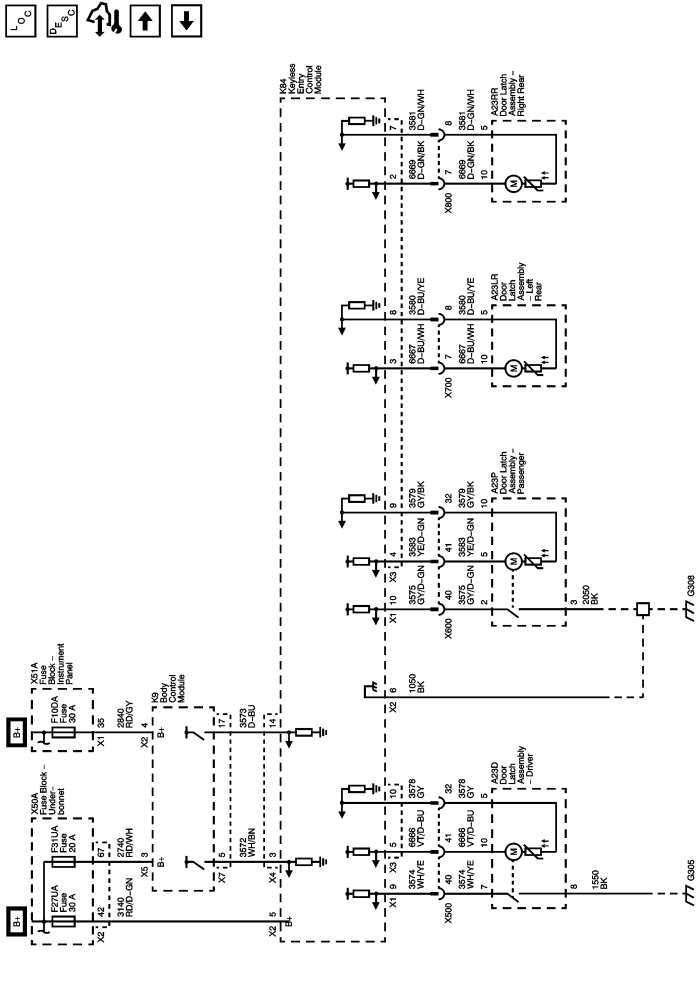 LOC
DESC
K84
Keyless
Entry
Control
Module
7
3581
D–GN/WH
8
3581
D–GN/WH
5
A23RR
Door Latch
Assembly –
Right Rear
2
6669
D–GN/BK
7
6669
D–GN/BK
10
M
X800
8
3580
D–BU/YE
8
3580
D–BU/YE
5
A23LR
Door
Latch
Assembly
– Left
Rear
3
6667
D–BU/WH
7
6667
D–BU/WH
10
M
X700
9
3579
GY/BK
32
3579
GY/BK
10
A23P
Door Latch
Assembly –
Passenger
4
3583
YE/D–GN
41
3583
YE/D–GN
5
M
X3
10
3575
GY/D–GN
40
3575
GY/D–GN
2
X1
X600
3
2050
BK
G308
6
1050
BK
X2
X51A
Fuse
Block –
Instrument
Panel
B+
F10DA
Fuse
30 A
35
X1
2840
RD/GY
4
X2
B+
K9 Body
Control
Module
17
3573
D–BU
14
X50A
Fuse Block –
Under–
bonnet
B+
F31UA
Fuse
20 A
67
2740
RD/WH
3
X5
B+
5
X7
3572
WH/BN
3
X4
F27UA
Fuse
30 A
42
X2
3140
RD/D–GN
5
X2
B+
10
3578
GY
32
3578
GY
5
A23D
Door
Latch
Assembly
– Driver
5
X3
6666
VT/D–BU
41
6666
VT/D–BU
10
M
9
X1
3574
WH/YE
40
3574
WH/YE
7
X500
8
1550
BK
G305